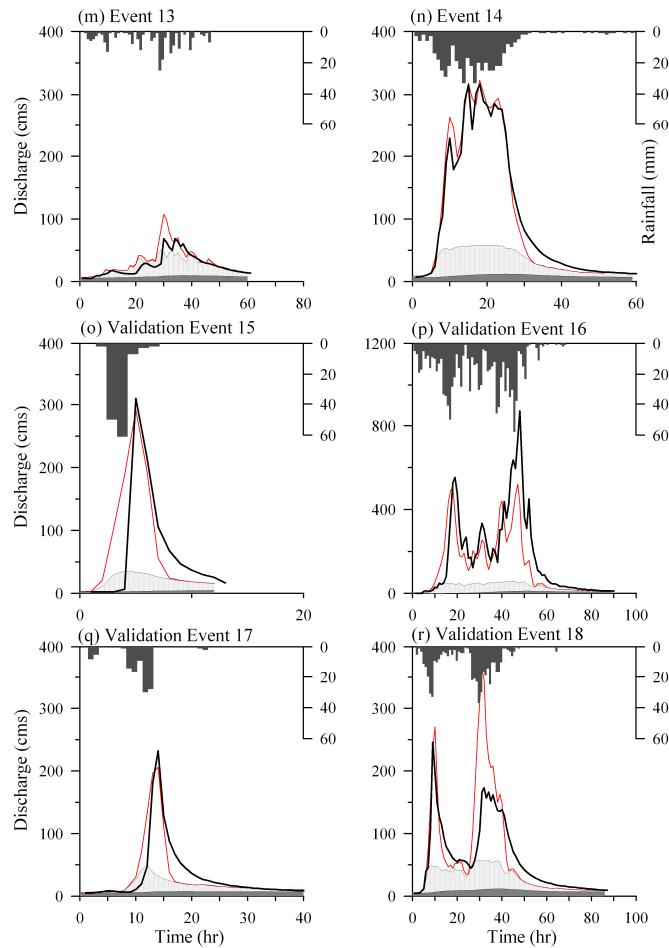 (m) Event 13
(n) Event 14
400 0 400 0
300 20 300 20
200 40 200 40
100 60 100 60
0 0
0 20 40 60 80
0 20 40 60
Discharge (cms)
Rainfall (mm)
(o) Validation Event 15
(p) Validation Event 16
400 0 1200 0
300 20 800 20
200 40 400 40
100 60 60
0 0
0 20
0 20 40 60 80 100
Discharge (cms)
(q) Validation Event 17
(r) Validation Event 18
400 0 400 0
300 20 300 20
200 40 200 40
100 60 100 60
0 0
0 10 20 30 40
0 20 40 60 80 100
Discharge (cms)
Time (hr)
Time (hr)